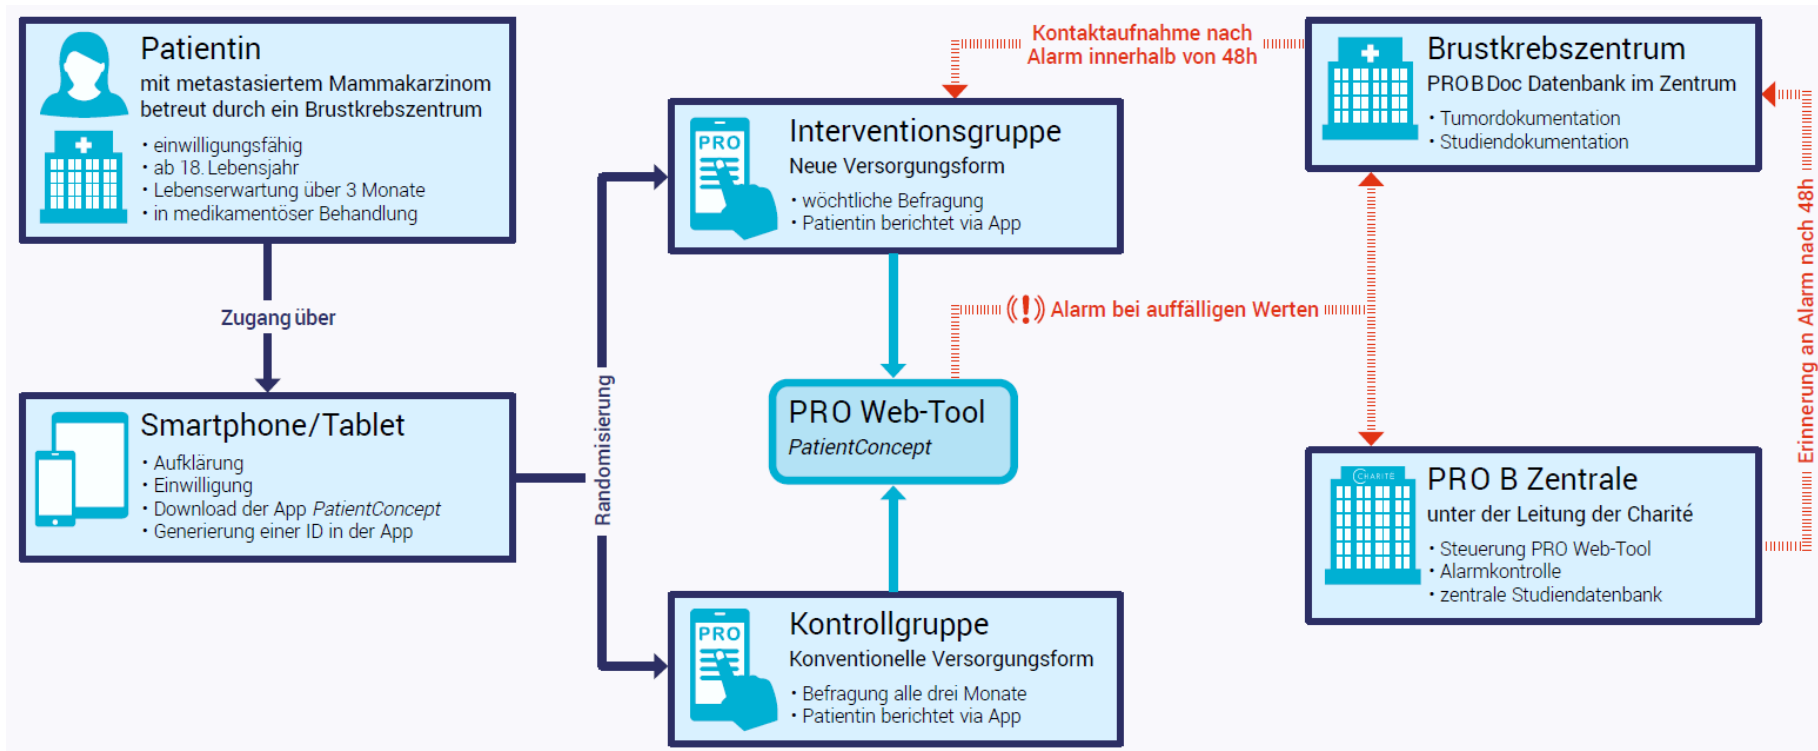 Patientin
mit metastasiertem Mammakarzinom
betreut durch ein Brustkrebszentrum
· einwilligungsfähig
· ab 18. Lebensjahr
· Lebenserwartung über 3 Monate
· in medikamentöser Behandlung
Zugang über
Smartphone/Tablet
· Aufklärung
· Einwilligung
· Download der App PatientConcept
· Generierung einer ID in der App
Randomisierung
PRO
Interventionsgruppe
Neue Versorgungsform
· wöchtliche Befragung
· Patientin berichtet via App
PRO Web-Tool
PatientConcept
PRO
Kontrollgruppe
Konventionelle Versorgungsform
· Befragung alle drei Monate
· Patientin berichtet via App
Kontaktaufnahme nach
Alarm innerhalb von 48h
((!)) Alarm bei auffälligen Werten
Brustkrebszentrum
PRO B Doc Datenbank im Zentrum
· Tumordokumentation
· Studiendokumentation
CHARITÉ
PRO B Zentrale
unter der Leitung der Charité
· Steuerung PRO Web-Tool
· Alarmkontrolle
· zentrale Studiendatenbank
Erinnerung an Alarm nach 48h